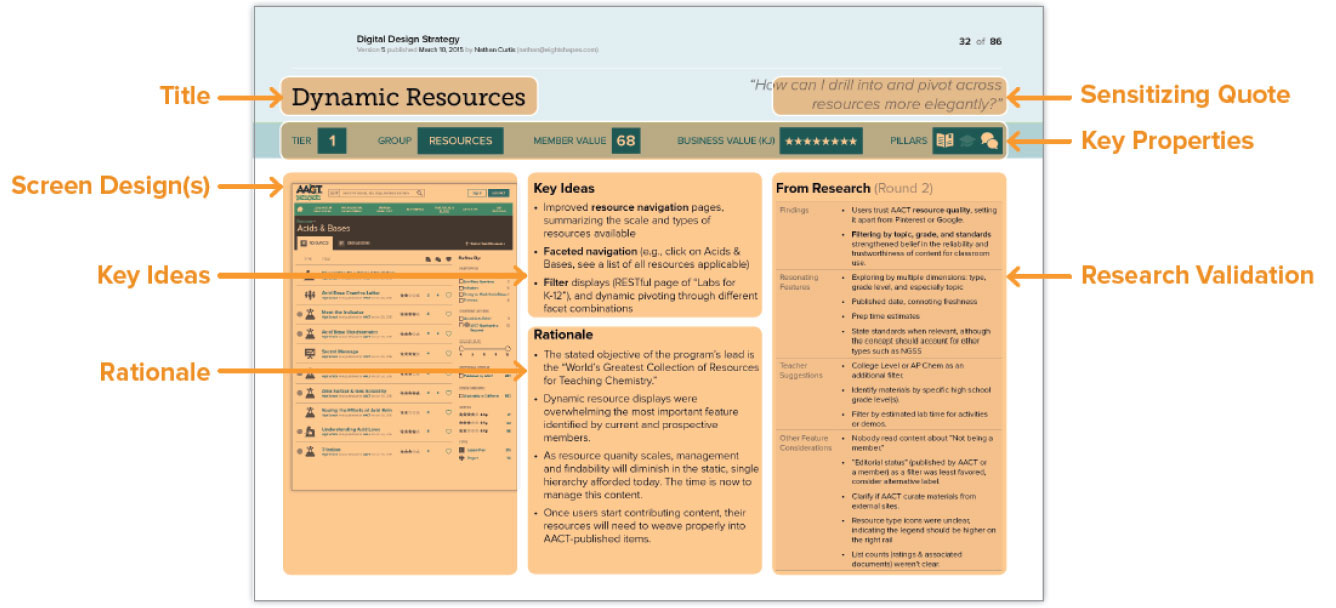 Digital Design Strategy
Version 5 published March 10, 2015 by Nathan Curtis (nathan@eightshapes.com)
32 of 86
Title
Dynamic Resources
“How can I drill into and pivot across
resources more elegantly?”
Sensitizing Quote
TIER 1 GROUP RESOURCES MEMBER VALUE 68 BUSINESS VALUE (KJ) ★★★★★★★★ PILLARS
Key Properties
Screen Design(s)
AACT
Acids & Bases
Key Ideas
Key Ideas
• Improved resource navigation pages,
summarizing the scale and types of
resources available
• Faceted navigation (e.g., click on Acids &
Bases, see a list of all resources applicable)
• Filter displays (RESTful page of “Labs for
K-12”), and dynamic pivoting through different
facet combinations
Rationale
Rationale
• The stated objective of the program’s lead is
the “World’s Greatest Collection of Resources
for Teaching Chemistry.”
• Dynamic resource displays were
overwhelming the most important feature
identified by current and prospective
members.
• As resource quanity scales, management
and findability will diminish in the static, single
hierarchy afforded today. The time is now to
manage this content.
• Once users start contributing content, their
resources will need to weave properly into
AACT-published items.
From Research (Round 2)
Research Validation
Findings
• Users trust AACT resource quality, setting
it apart from Pinterest or Google.
• Filtering by topic, grade, and standards
strengthened belief in the reliability and
trustworthiness of content for classroom
use.
Resonating
Features
• Exploring by multiple dimensions: type,
grade level, and especially topic
• Published date, connoting freshness
• Prep time estimates
• State standards when relevant, although
the concept should account for other
types such as NGSS
Teacher
Suggestions
• College Level or AP Chem as an
additional filter.
• Identify materials by specific high school
grade level(s).
• Filter by estimated lab time for activities
or demos.
Other Feature
Considerations
• Nobody read content about “Not being a
member.”
• “Editorial status” (published by AACT or
a member) as a filter was least favored,
consider alternative label.
• Clarify if AACT curate materials from
external sites.
• Resource type icons were unclear,
indicating the legend should be higher on
the right rail
• List counts (ratings & associated
documents) weren’t clear.